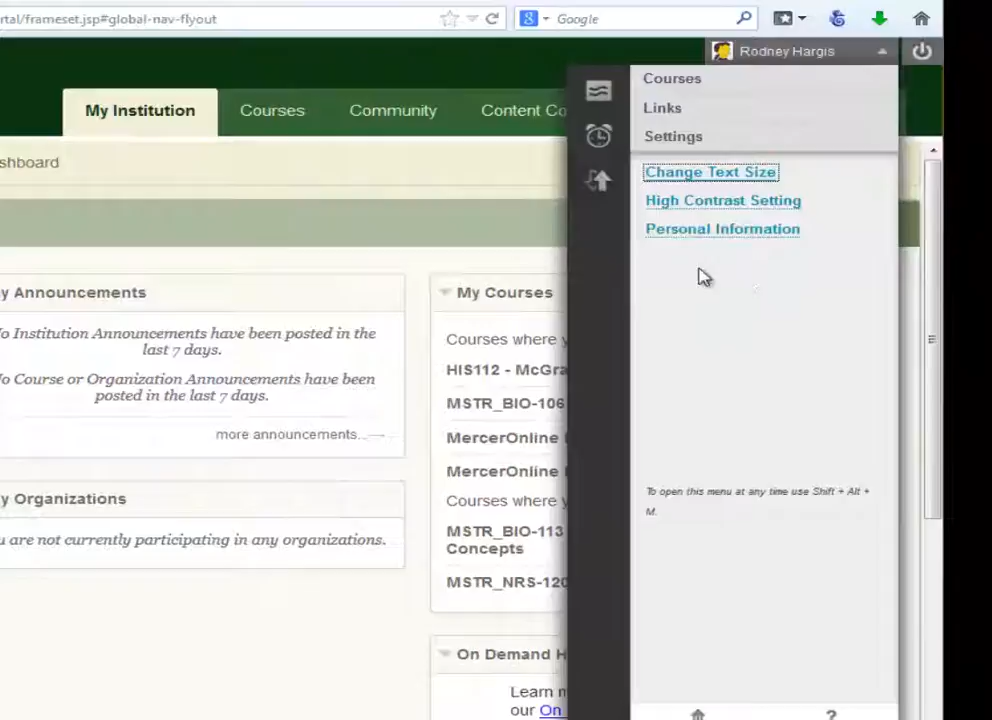 rtal/frameset.jsp#global-nav-flyout
8
Google
Rodney Hargis
My Institution
Courses
Community
Content Co
shboard
Courses
Links
Settings
Change Text Size
High Contrast Setting
Personal Information
To open this menu at any time use Shift + Alt +
M.
y Announcements
o Institution Announcements have been posted in the
last 7 days.
o Course or Organization Announcements have been
posted in the last 7 days.
more announcements...
y Organizations
u are not currently participating in any organizations.
My Courses
Courses where y
HIS112 - McGra
MSTR_BIO-106
MercerOnline
MercerOnline
Courses where y
MSTR_BIO-113
Concepts
MSTR_NRS-120
On Demand H
Learn m
our On
?